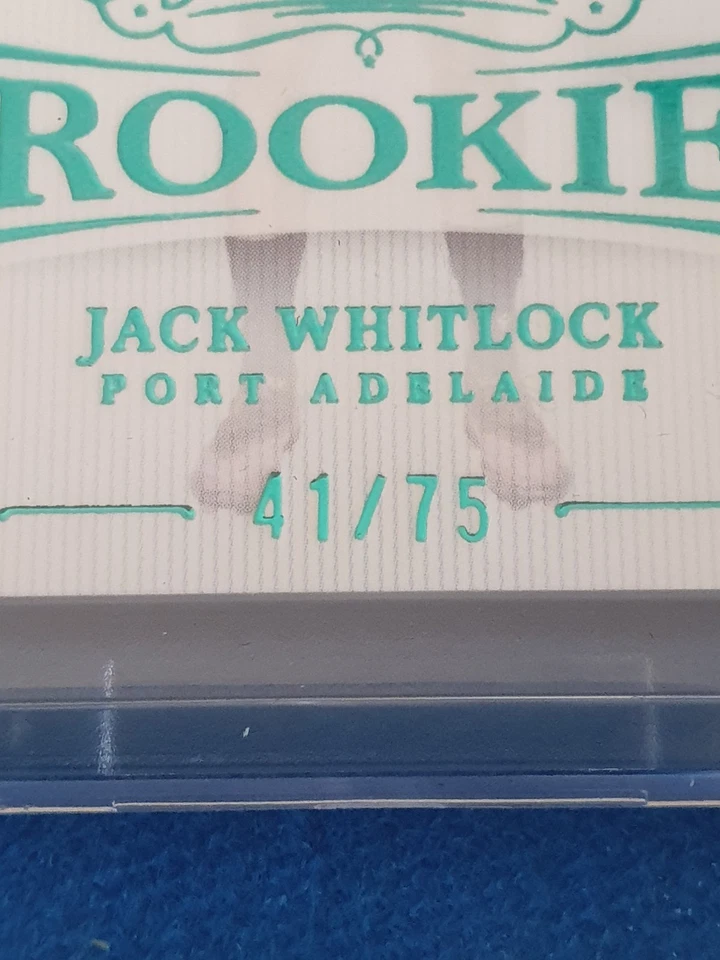 ROOKIE
JACK WHITLOCK
PORT ADELAIDE
41/75